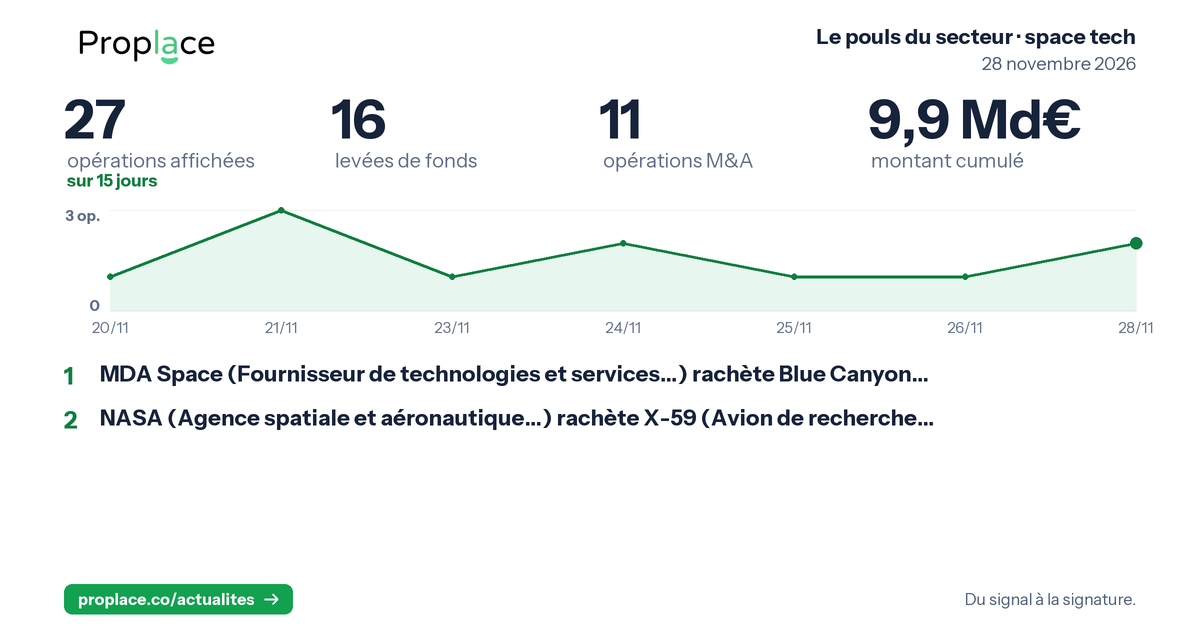 Proplace
Le pouls du secteur · space tech
28 novembre 2026
27
opérations affichées
sur 15 jours
16
levées de fonds
11
opérations M&A
9,9 Md€
montant cumulé
3 op.
0
20/11 21/11 23/11 24/11 25/11 26/11 28/11
1 MDA Space (Fournisseur de technologies et services...) rachète Blue Canyon...
2 NASA (Agence spatiale et aéronautique...) rachète X-59 (Avion de recherche...
proplace.co/actualites →
Du signal à la signature.